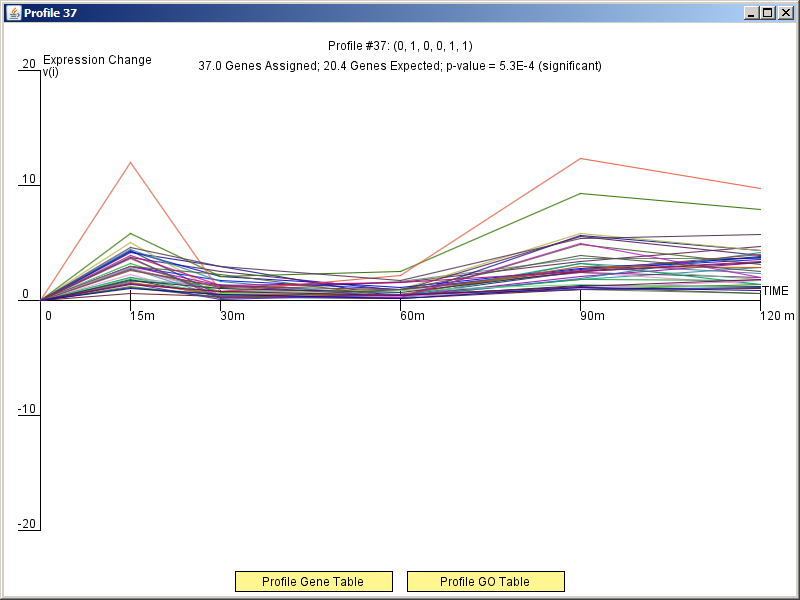 Profile 37
Profile #37: (0, 1, 0, 0, 1, 1)
37.0 Genes Assigned; 20.4 Genes Expected; p-value = 5.3E-4 (significant)
Expression Change
v(i)
20
10
0
-10
-20
0 15m 30m 60m 90m 120 m
TIME
Profile Gene Table Profile GO Table